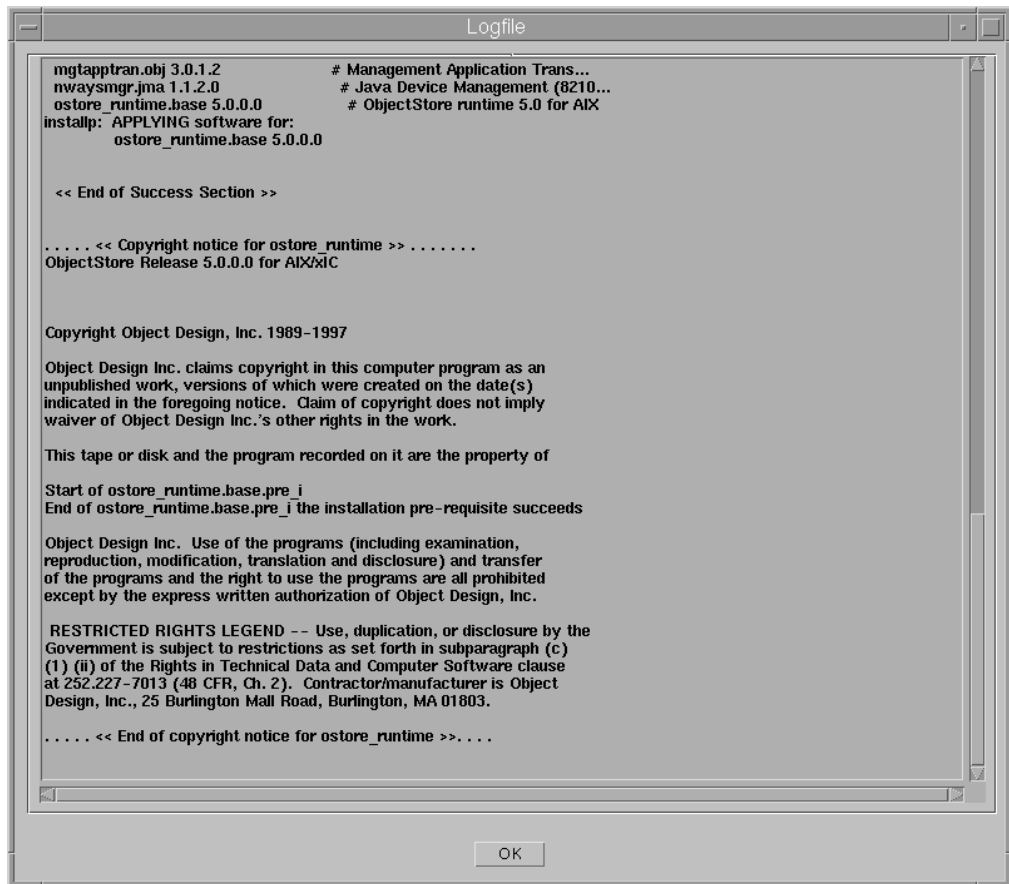 Logfile
mgtapptran.obj 3.0.1.2 # Management Application Trans...
nwaysmgr.jma 1.1.2.0 # Java Device Management (8210...
ostore_runtime.base 5.0.0.0 # ObjectStore runtime 5.0 for AIX
installp: APPLYING software for:
ostore_runtime.base 5.0.0.0
<< End of Success Section >>
. . . . . << Copyright notice for ostore_runtime >> . . . . . . .
ObjectStore Release 5.0.0.0 for AIX/xlC
Copyright Object Design, Inc. 1989-1997
Object Design Inc. claims copyright in this computer program as an
unpublished work, versions of which were created on the date(s)
indicated in the foregoing notice. Claim of copyright does not imply
waiver of Object Design Inc.'s other rights in the work.
This tape or disk and the program recorded on it are the property of
Start of ostore_runtime.base.pre_i
End of ostore_runtime.base.pre_i the installation pre-requisite succeeds
Object Design Inc. Use of the programs (including examination,
reproduction, modification, translation and disclosure) and transfer
of the programs and the right to use the programs are all prohibited
except by the express written authorization of Object Design, Inc.
RESTRICTED RIGHTS LEGEND -- Use, duplication, or disclosure by the
Government is subject to restrictions as set forth in subparagraph (c)
(1) (ii) of the Rights in Technical Data and Computer Software clause
at 252.227-7013 (48 CFR, Ch. 2). Contractor/manufacturer is Object
Design, Inc., 25 Burlington Mall Road, Burlington, MA 01803.
. . . . . << End of copyright notice for ostore_runtime >>. . . .
OK